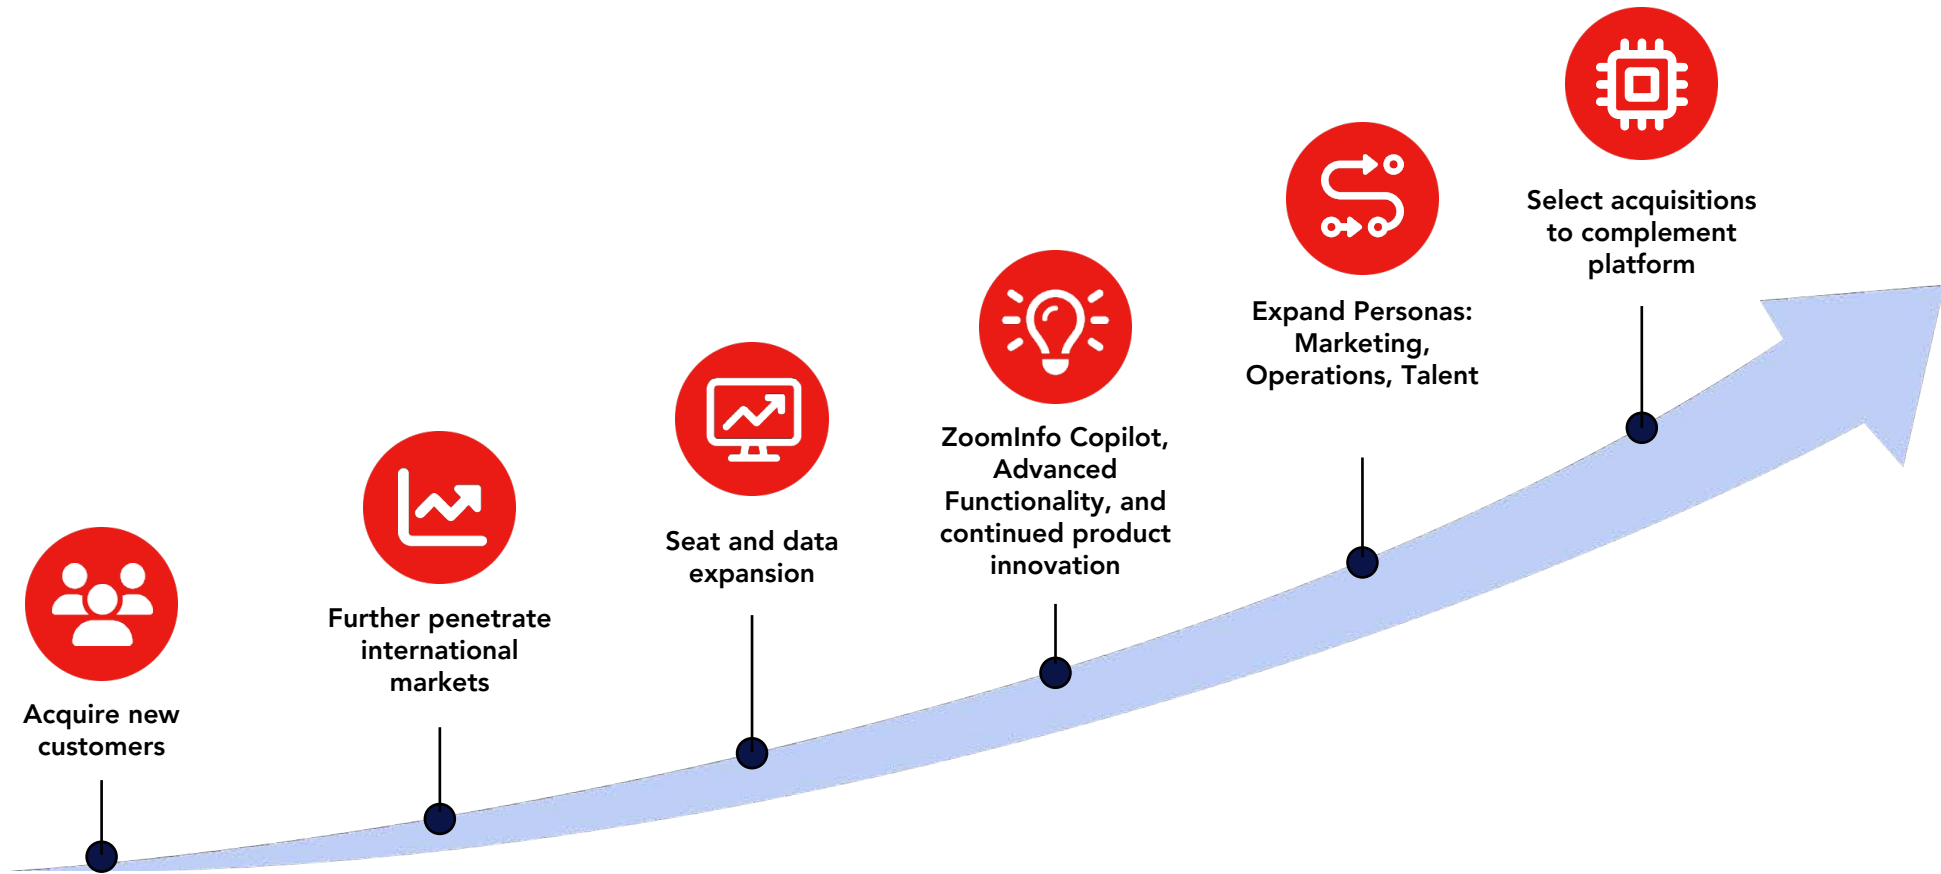 Acquire new
customers
Further penetrate
international
markets
Seat and data
expansion
ZoomInfo Copilot,
Advanced
Functionality, and
continued product
innovation
Expand Personas:
Marketing,
Operations, Talent
Select acquisitions
to complement
platform